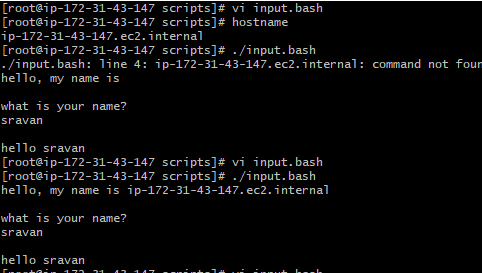 [root@ip-172-31-43-147 scripts]# vi input.bash
[root@ip-172-31-43-147 scripts]# hostname
ip-172-31-43-147.ec2.internal
[root@ip-172-31-43-147 scripts]# ./input.bash
./input.bash: line 4: ip-172-31-43-147.ec2.internal: command not foun
hello, my name is
what is your name?
sravan
hello sravan
[root@ip-172-31-43-147 scripts]# vi input.bash
[root@ip-172-31-43-147 scripts]# ./input.bash
hello, my name is ip-172-31-43-147.ec2.internal
what is your name?
sravan
hello sravan
[root@ip-172-31-43-147 scripts]# vi input.bash